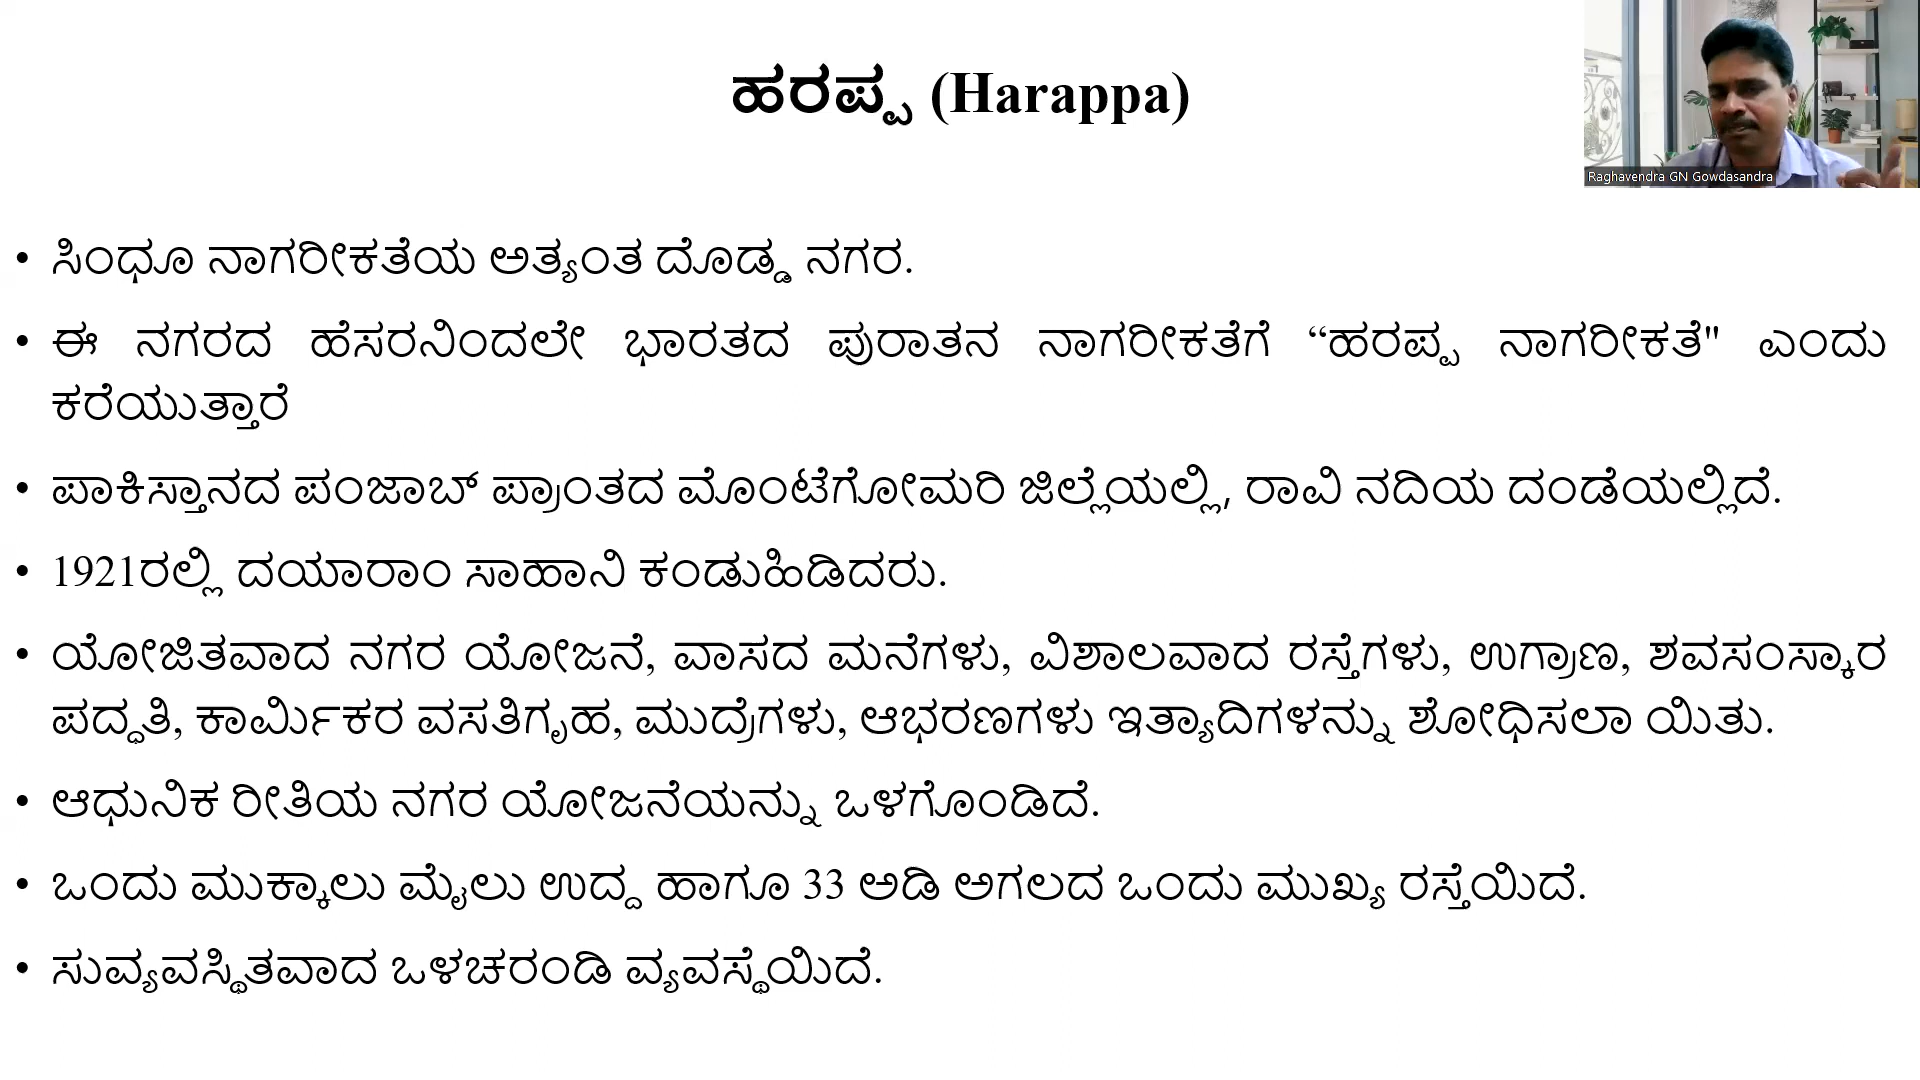 ಹರಪ್ಪ (Harappa)
Raghavendra GN Gowdasandra
• ಸಿಂಧೂ ನಾಗರೀಕತೆಯ ಅತ್ಯಂತ ದೊಡ್ಡ ನಗರ.
• ಈ ನಗರದ ಹೆಸರನಿಂದಲೇ ಭಾರತದ ಪುರಾತನ ನಾಗರೀಕತೆಗೆ “ಹರಪ್ಪ ನಾಗರೀಕತೆ" ಎಂದು
ಕರೆಯುತ್ತಾರೆ
• ಪಾಕಿಸ್ತಾನದ ಪಂಜಾಬ್ ಪ್ರಾಂತದ ಮೊಂಟೆಗೋಮರಿ ಜಿಲ್ಲೆಯಲ್ಲಿ, ರಾವಿ ನದಿಯ ದಂಡೆಯಲ್ಲಿದೆ.
• 1921ರಲ್ಲಿ ದಯಾರಾಂ ಸಾಹಾನಿ ಕಂಡುಹಿಡಿದರು.
• ಯೋಜಿತವಾದ ನಗರ ಯೋಜನೆ, ವಾಸದ ಮನೆಗಳು, ವಿಶಾಲವಾದ ರಸ್ತೆಗಳು, ಉಗ್ರಾಣ, ಶವಸಂಸ್ಕಾರ
ಪದ್ಧತಿ, ಕಾರ್ಮಿಕರ ವಸತಿಗೃಹ, ಮುದ್ರೆಗಳು, ಆಭರಣಗಳು ಇತ್ಯಾದಿಗಳನ್ನು ಶೋಧಿಸಲಾ ಯಿತು.
• ಆಧುನಿಕ ರೀತಿಯ ನಗರ ಯೋಜನೆಯನ್ನು ಒಳಗೊಂಡಿದೆ.
• ಒಂದು ಮುಕ್ಕಾಲು ಮೈಲು ಉದ್ದ ಹಾಗೂ 33 ಅಡಿ ಅಗಲದ ಒಂದು ಮುಖ್ಯ ರಸ್ತೆಯಿದೆ.
• ಸುವ್ಯವಸ್ಥಿತವಾದ ಒಳಚರಂಡಿ ವ್ಯವಸ್ಥೆಯಿದೆ.